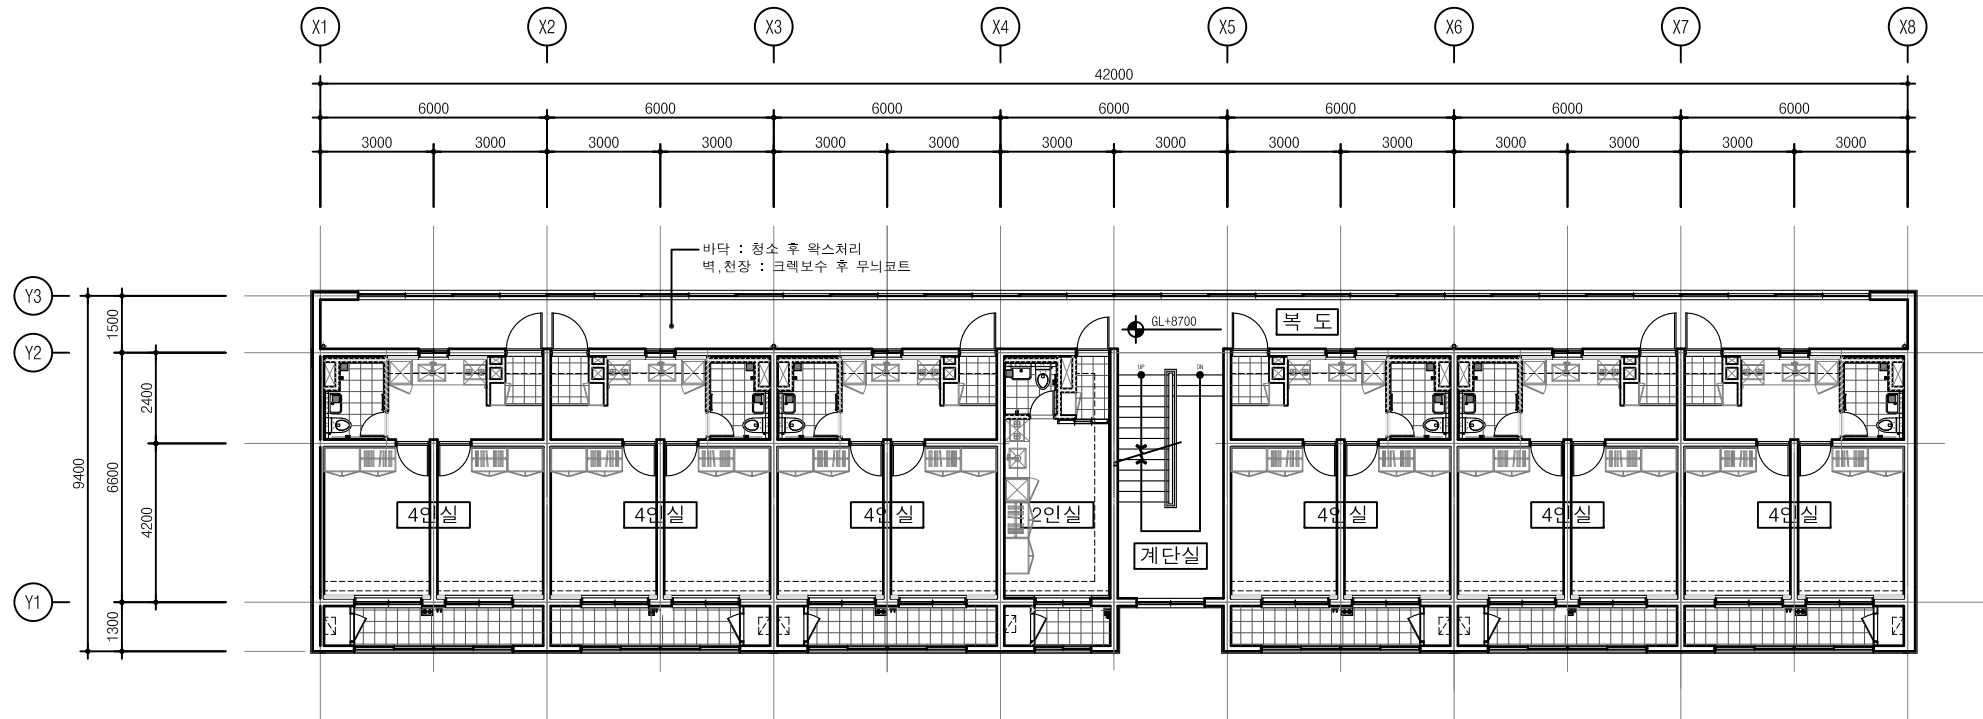 X1 X2 X3 X4 X5 X6 X7 X8
42000
6000 6000 6000 6000 6000 6000 6000
3000 3000 3000 3000 3000 3000 3000 3000 3000 3000 3000 3000 3000 3000
바닥 : 청소 후 왁스처리
벽,천장 : 크렉보수 후 무늬코트
Y3
1500
GL+8700
복 도
Y2
UP DN
2400
9400
6600
4200
4인실 4인실 4인실 2인실 4인실 4인실 4인실
계단실
Y1
1300